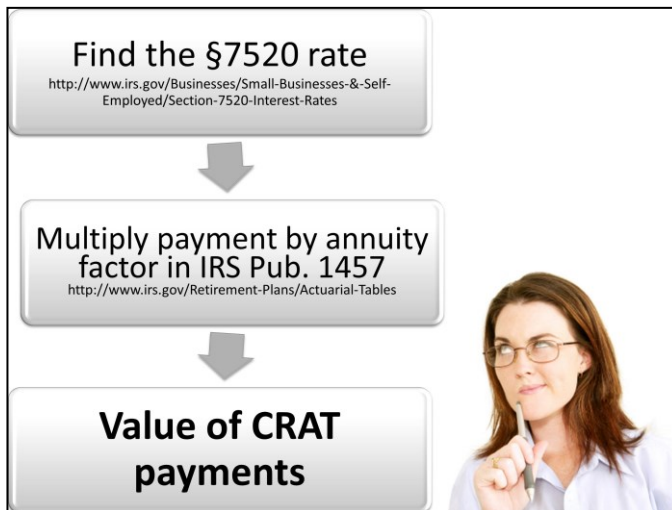 Find the §7520 rate
http://www.irs.gov/Businesses/Small-Businesses-&-Self-
Employed/Section-7520-Interest-Rates
Multiply payment by annuity
factor in IRS Pub. 1457
http://www.irs.gov/Retirement-Plans/Actuarial-Tables
Value of CRAT
payments